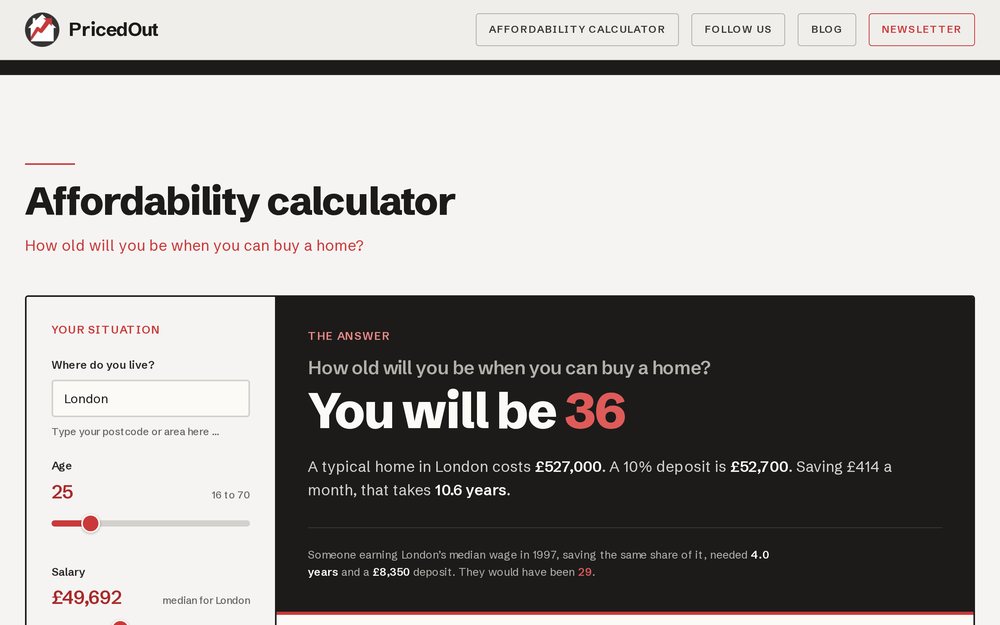 PricedOut
AFFORDABILITY CALCULATOR
FOLLOW US
BLOG
NEWSLETTER
Affordability calculator
How old will you be when you can buy a home?
YOUR SITUATION
Where do you live?
London
Type your postcode or area here ...
Age
25
16 to 70
Salary
£49,692
median for London
THE ANSWER
How old will you be when you can buy a home?
You will be 36
A typical home in London costs £527,000. A 10% deposit is £52,700. Saving £414 a
month, that takes 10.6 years.
Someone earning London's median wage in 1997, saving the same share of it, needed 4.0
years and a £8,350 deposit. They would have been 29.